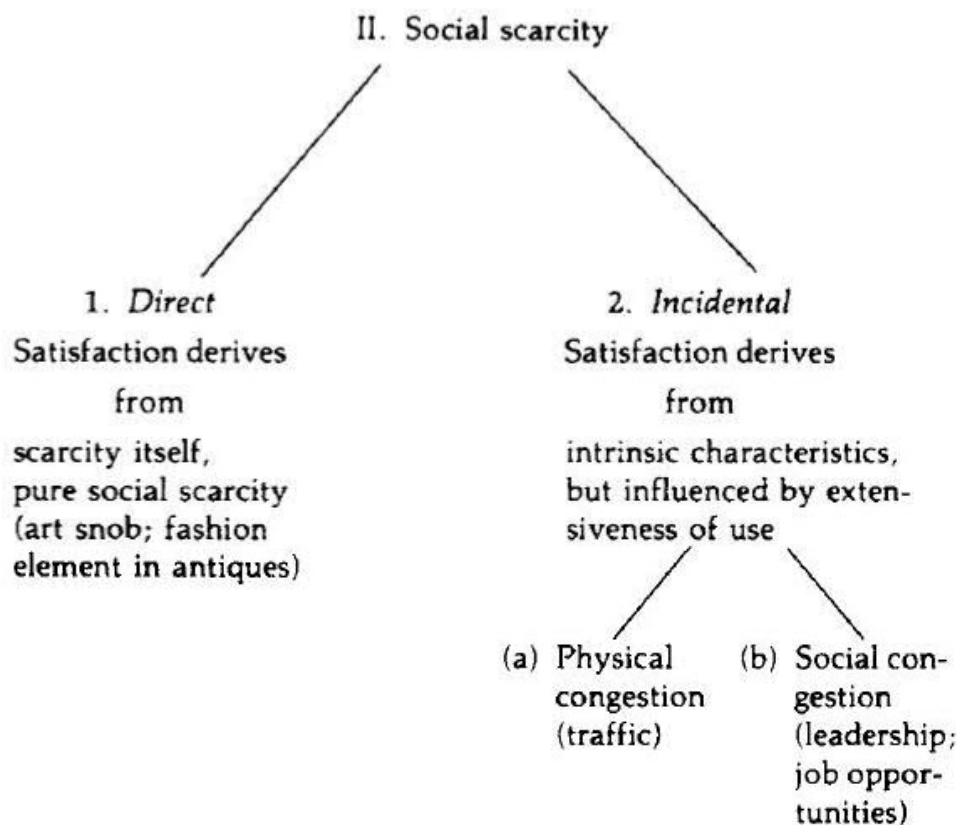 II. Social scarcity
1. Direct
Satisfaction derives
from
scarcity itself,
pure social scarcity
(art snob; fashion
element in antiques)
2. Incidental
Satisfaction derives
from
intrinsic characteristics,
but influenced by exten-
siveness of use
(a) Physical
congestion
(traffic)
(b) Social con-
gestion
(leadership;
job oppor-
tunities)